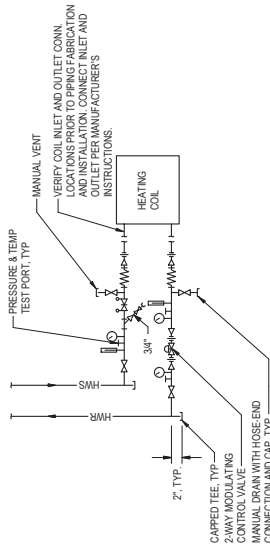 VERIFY COIL INLET AND OUTLET CONN.
LOCATIONS PRIOR TO PIPING FABRICATION
AND INSTALLATION. CONNECT INLET AND
OUTLET PER MANUFACTURER'S
INSTRUCTIONS.
MANUAL VENT
PRESSURE & TEMP
TEST PORT, TYP
HEATING
COIL
3/4"
HWS
HWR
2", TYP.
CAPPED TEE, TYP
2-WAY MODULATING
CONTROL VALVE
MANUAL DRAIN WITH HOSE-END
CONNECTION AND CAP, TYP